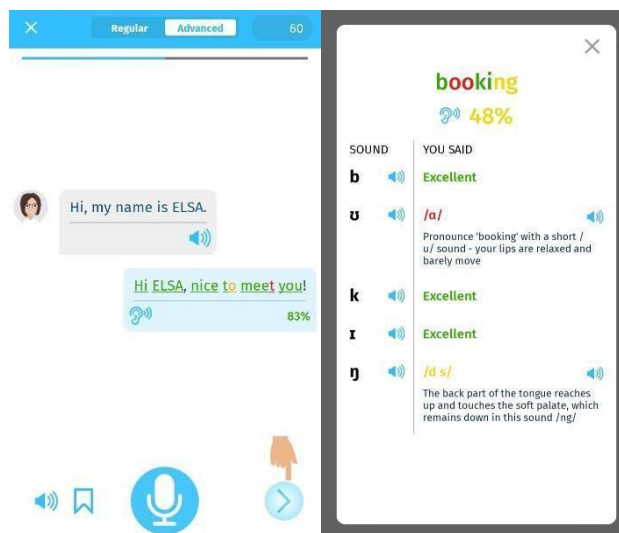 Regular Advanced 60
Hi, my name is ELSA.
Hi ELSA, nice to meet you!
83%
booking
48%
SOUND YOU SAID
b Excellent
ʊ /ɑ/
Pronounce 'booking' with a short /
u/ sound - your lips are relaxed and
barely move
k Excellent
ɪ Excellent
ŋ /d s/
The back part of the tongue reaches
up and touches the soft palate, which
remains down in this sound /ng/